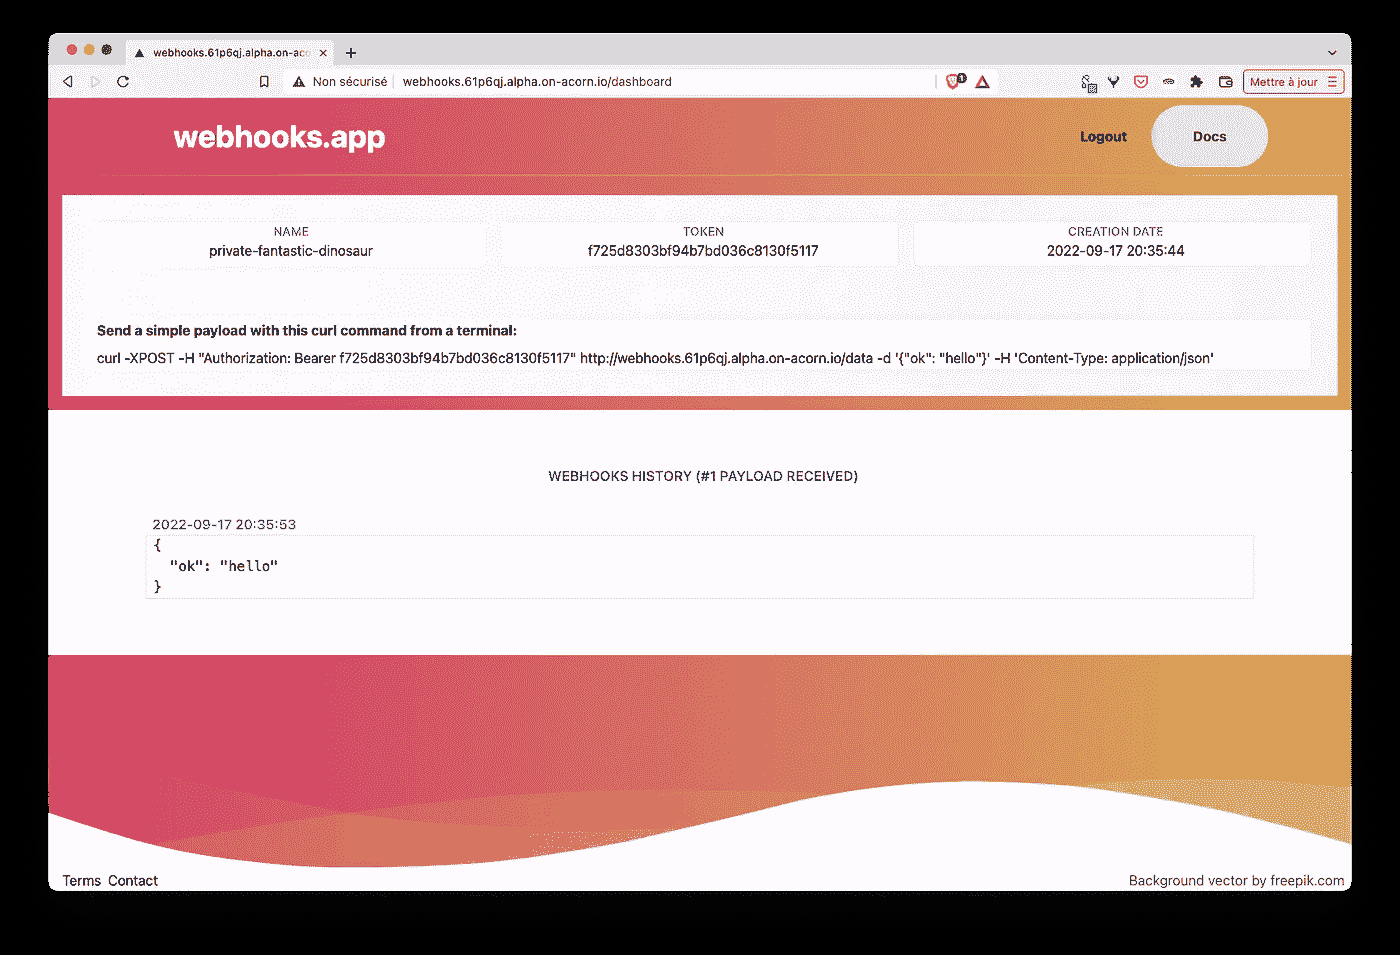 webhooks.61p6qj.alpha.on-aco
Non sécurisé
webhooks.61p6qj.alpha.on-acorn.io/dashboard
1
Mettre à jour
webhooks.app
Logout
Docs
NAME
private-fantastic-dinosaur
TOKEN
f725d8303bf94b7bd036c8130f5117
CREATION DATE
2022-09-17 20:35:44
Send a simple payload with this curl command from a terminal:
curl -XPOST -H "Authorization: Bearer f725d8303bf94b7bd036c8130f5117" http://webhooks.61p6qj.alpha.on-acorn.io/data -d '{"ok": "hello"}' -H 'Content-Type: application/json'
WEBHOOKS HISTORY (#1 PAYLOAD RECEIVED)
2022-09-17 20:35:53
{
"ok": "hello"
}
Terms Contact
Background vector by freepik.com